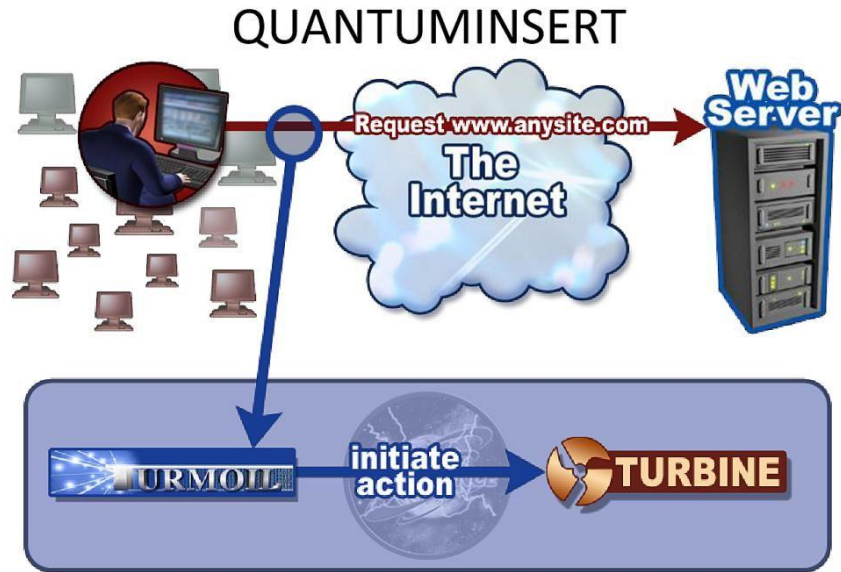 QUANTUMINSERT
Web
Server
Request www.anysite.com
The
Internet
TURMOIL
initiate
action
TURBINE